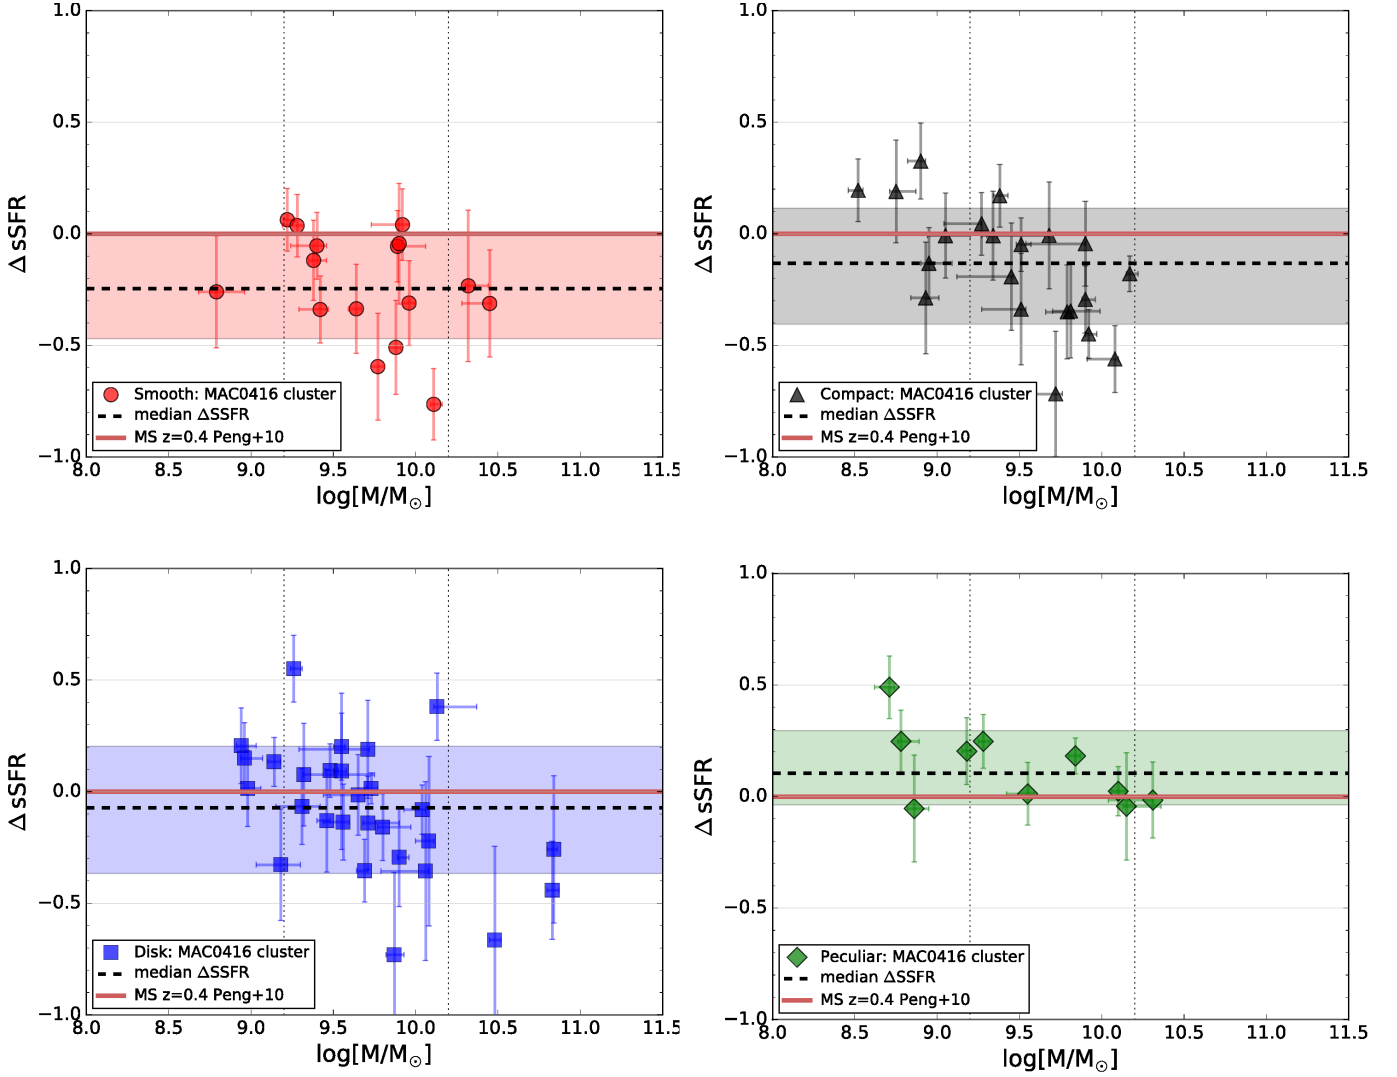 1.0
0.5
0.0
−0.5
−1.0
Δ sSFR
Smooth: MAC0416 cluster
median ΔSSFR
MS z=0.4 Peng+10
8.0 8.5 9.0 9.5 10.0 10.5 11.0 11.5
log[M/M⊙]
1.0
0.5
0.0
−0.5
−1.0
Δ sSFR
Compact: MAC0416 cluster
median ΔSSFR
MS z=0.4 Peng+10
8.0 8.5 9.0 9.5 10.0 10.5 11.0 11.5
log[M/M⊙]
1.0
0.5
0.0
−0.5
−1.0
Δ sSFR
Disk: MAC0416 cluster
median ΔSSFR
MS z=0.4 Peng+10
8.0 8.5 9.0 9.5 10.0 10.5 11.0 11.5
log[M/M⊙]
1.0
0.5
0.0
−0.5
−1.0
Δ sSFR
Peculiar: MAC0416 cluster
median ΔSSFR
MS z=0.4 Peng+10
8.0 8.5 9.0 9.5 10.0 10.5 11.0 11.5
log[M/M⊙]